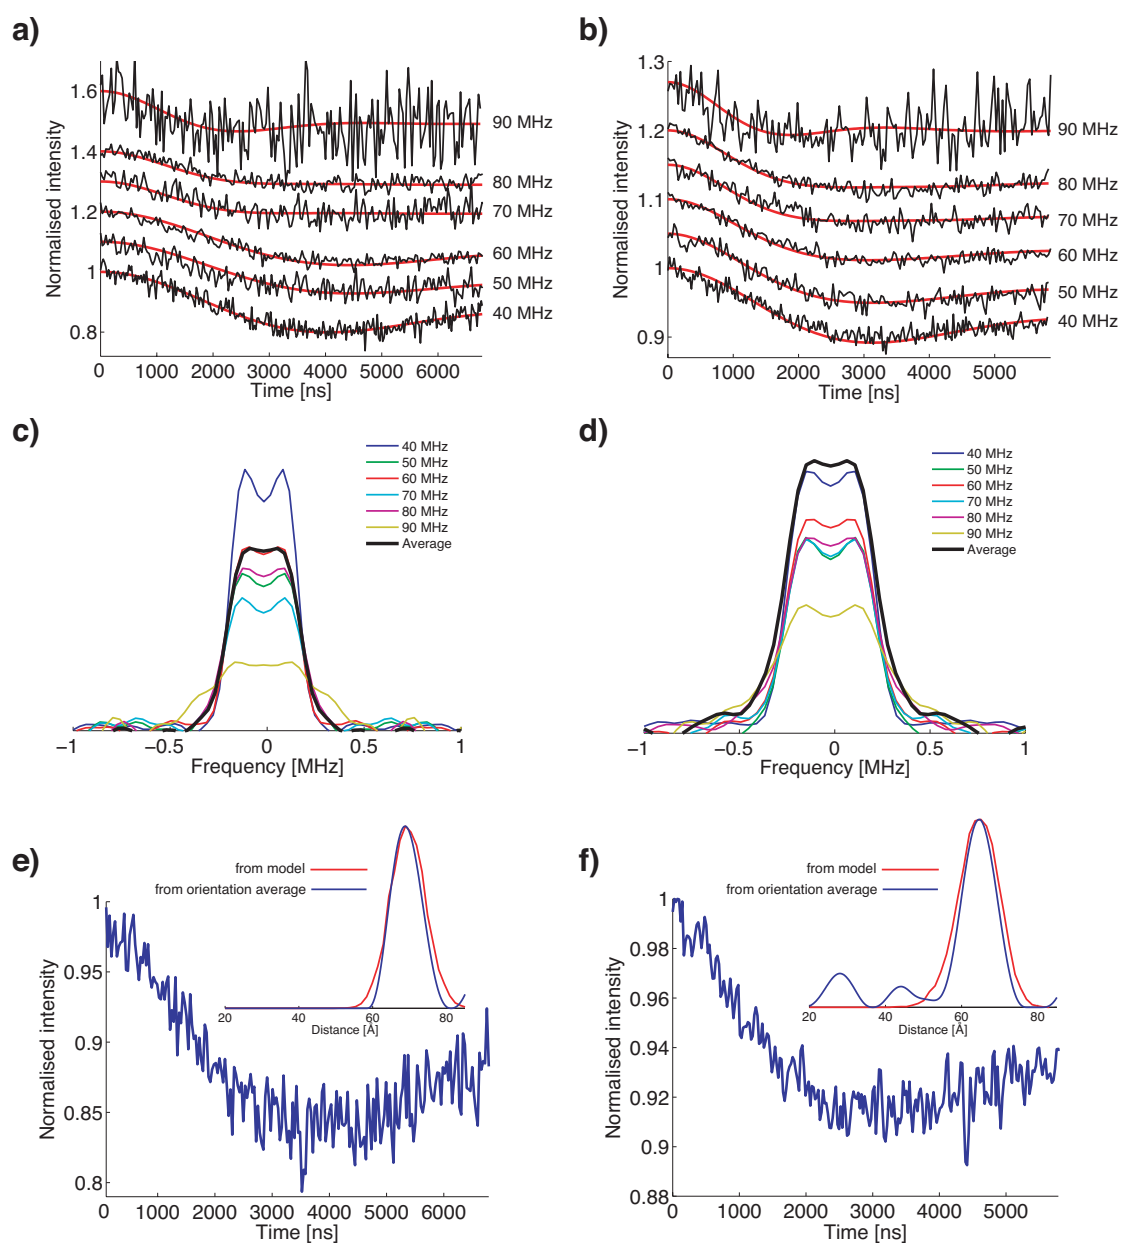 a)
Normalised intensity
1.6
1.4
1.2
1
0.8
90 MHz
80 MHz
70 MHz
60 MHz
50 MHz
40 MHz
0 1000 2000 3000 4000 5000 6000
Time [ns]
b)
Normalised intensity
1.3
1.2
1.1
1
0.9
90 MHz
80 MHz
70 MHz
60 MHz
50 MHz
40 MHz
0 1000 2000 3000 4000 5000
Time [ns]
c)
40 MHz
50 MHz
60 MHz
70 MHz
80 MHz
90 MHz
Average
−1 −0.5 0 0.5 1
Frequency [MHz]
d)
40 MHz
50 MHz
60 MHz
70 MHz
80 MHz
90 MHz
Average
−1 −0.5 0 0.5 1
Frequency [MHz]
e)
from model
from orientation average
Normalised intensity
1
0.95
0.9
0.85
0.8
20 40 60 80
Distance [Å]
0 1000 2000 3000 4000 5000 6000
Time [ns]
f)
from model
from orientation average
Normalised intensity
1
0.98
0.96
0.94
0.92
0.9
0.88
20 40 60 80
Distance [Å]
0 1000 2000 3000 4000 5000
Time [ns]